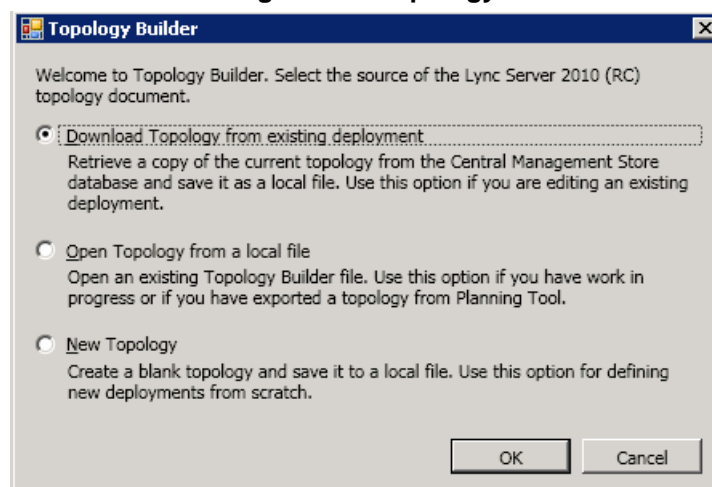 Topology Builder
Welcome to Topology Builder. Select the source of the Lync Server 2010 (RC)
topology document.
Download Topology from existing deployment
Retrieve a copy of the current topology from the Central Management Store
database and save it as a local file. Use this option if you are editing an existing
deployment.
Open Topology from a local file
Open an existing Topology Builder file. Use this option if you have work in
progress or if you have exported a topology from Planning Tool.
New Topology
Create a blank topology and save it to a local file. Use this option for defining
new deployments from scratch.
OK Cancel